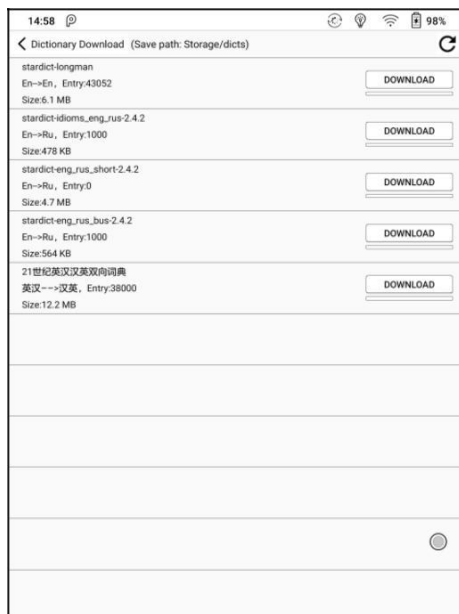 14:58 98%
Dictionary Download (Save path: Storage/dicts)
stardict-longman
En-->En, Entry:43052
Size:6.1 MB
DOWNLOAD
stardict-idioms_eng_rus-2.4.2
En-->Ru, Entry:1000
Size:478 KB
DOWNLOAD
stardict-eng_rus_short-2.4.2
En-->Ru, Entry:0
Size:4.7 MB
DOWNLOAD
stardict-eng_rus_bus-2.4.2
En-->Ru, Entry:1000
Size:564 KB
DOWNLOAD
21世纪英汉汉英双向词典
英汉-->汉英, Entry:38000
Size:12.2 MB
DOWNLOAD